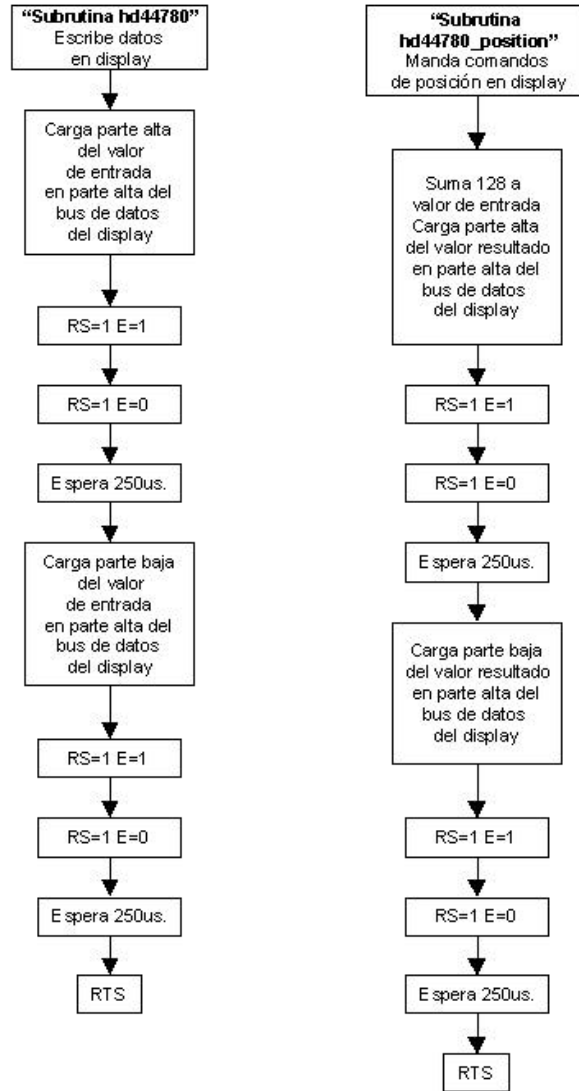 “Subrutina hd44780”
Escribe datos
en display
Carga parte alta
del valor
de entrada
en parte alta del
bus de datos
del display
RS=1 E=1
RS=1 E=0
Espera 250us.
Carga parte baja
del valor
de entrada
en parte alta del
bus de datos
del display
RS=1 E=1
RS=1 E=0
Espera 250us.
RTS
“Subrutina
hd44780_position”
Manda comandos
de posición en display
Suma 128 a
valor de entrada
Carga parte alta
del valor resultado
en parte alta del
bus de datos
del display
RS=1 E=1
RS=1 E=0
Espera 250us.
Carga parte baja
del valor resultado
en parte alta del
bus de datos
del display
RS=1 E=1
RS=1 E=0
Espera 250us.
RTS